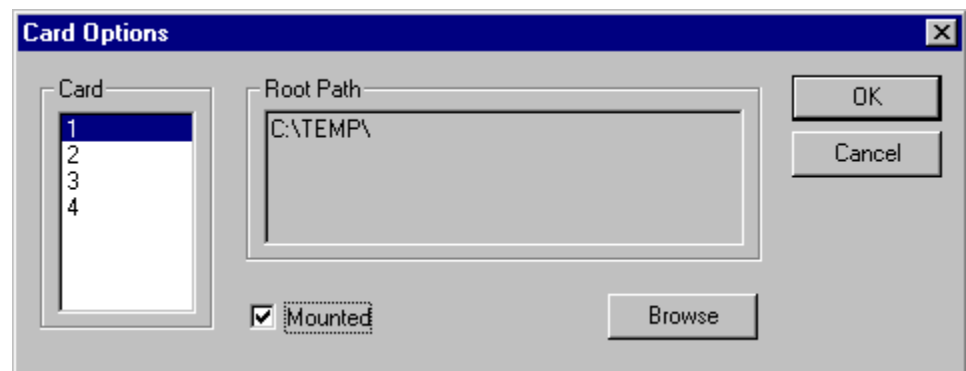 Card Options
Card
1
2
3
4
Root Path
C:\TEMP\
Mounted
Browse
OK
Cancel